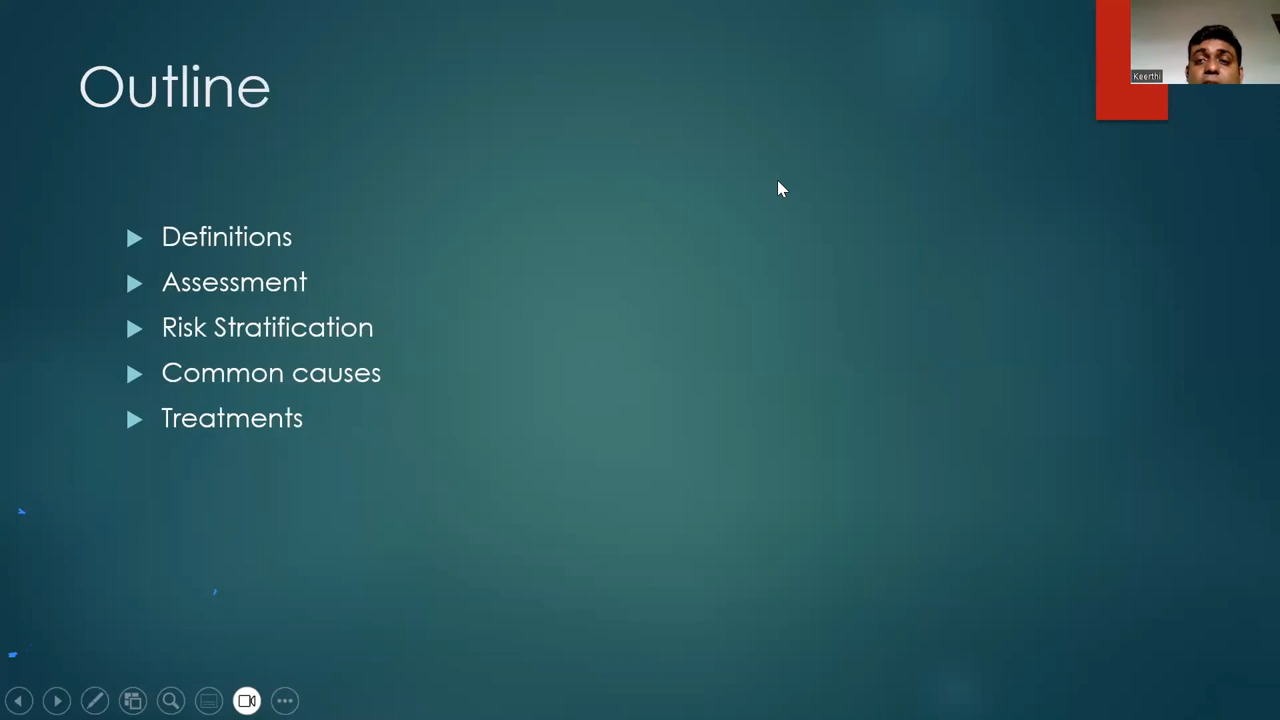 Outline
Keerthi
Definitions
Assessment
Risk Stratification
Common causes
Treatments